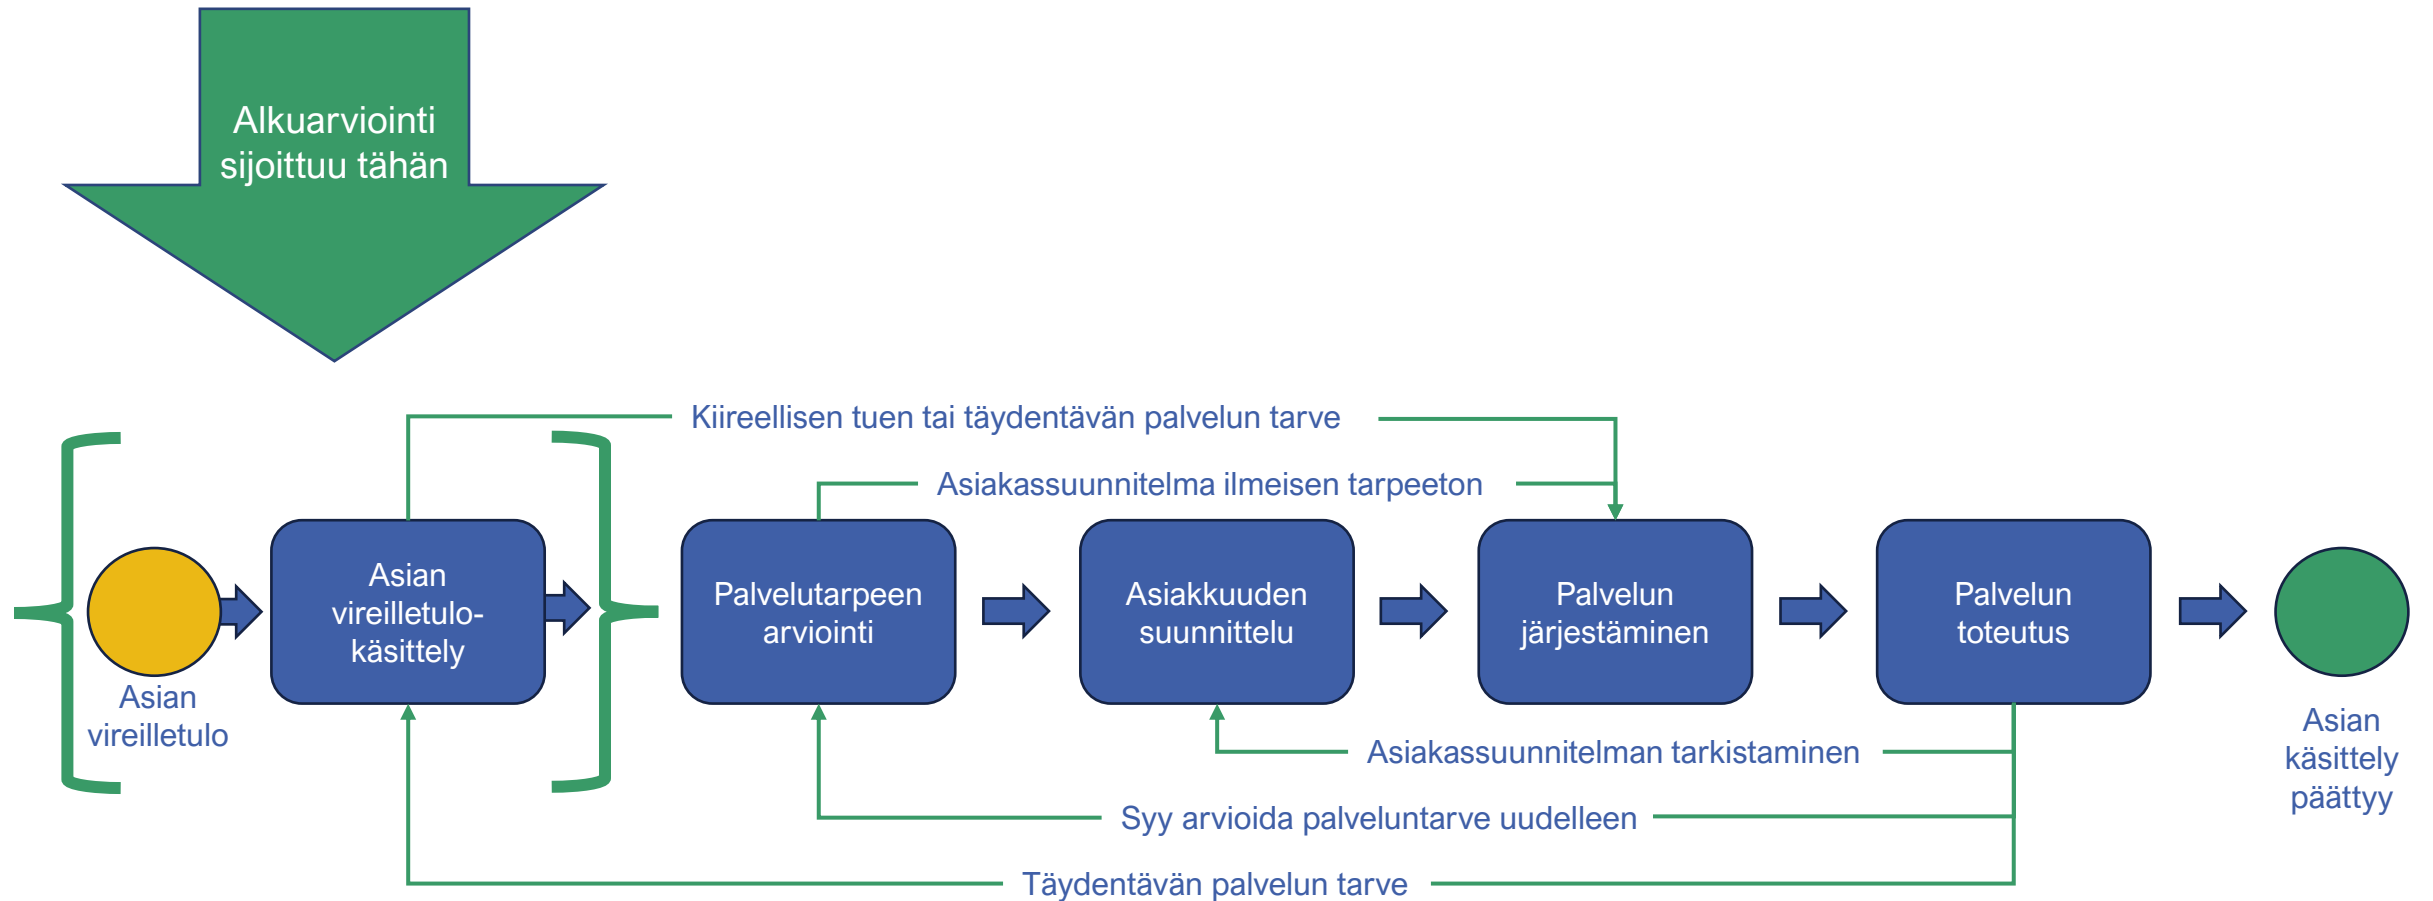 Alkuarviointi
sijoittuu tähän
Kiireellisen tuen tai täydentävän palvelun tarve
Asiakassuunnitelma ilmeisen tarpeeton
Asian
vireilletulo
Asian
vireilletulo-
käsittely
Palvelutarpeen
arviointi
Asiakkuuden
suunnittelu
Palvelun
järjestäminen
Palvelun
toteutus
Asian
käsittely
päättyy
Asiakassuunnitelman tarkistaminen
Syy arvioida palveluntarve uudelleen
Täydentävän palvelun tarve